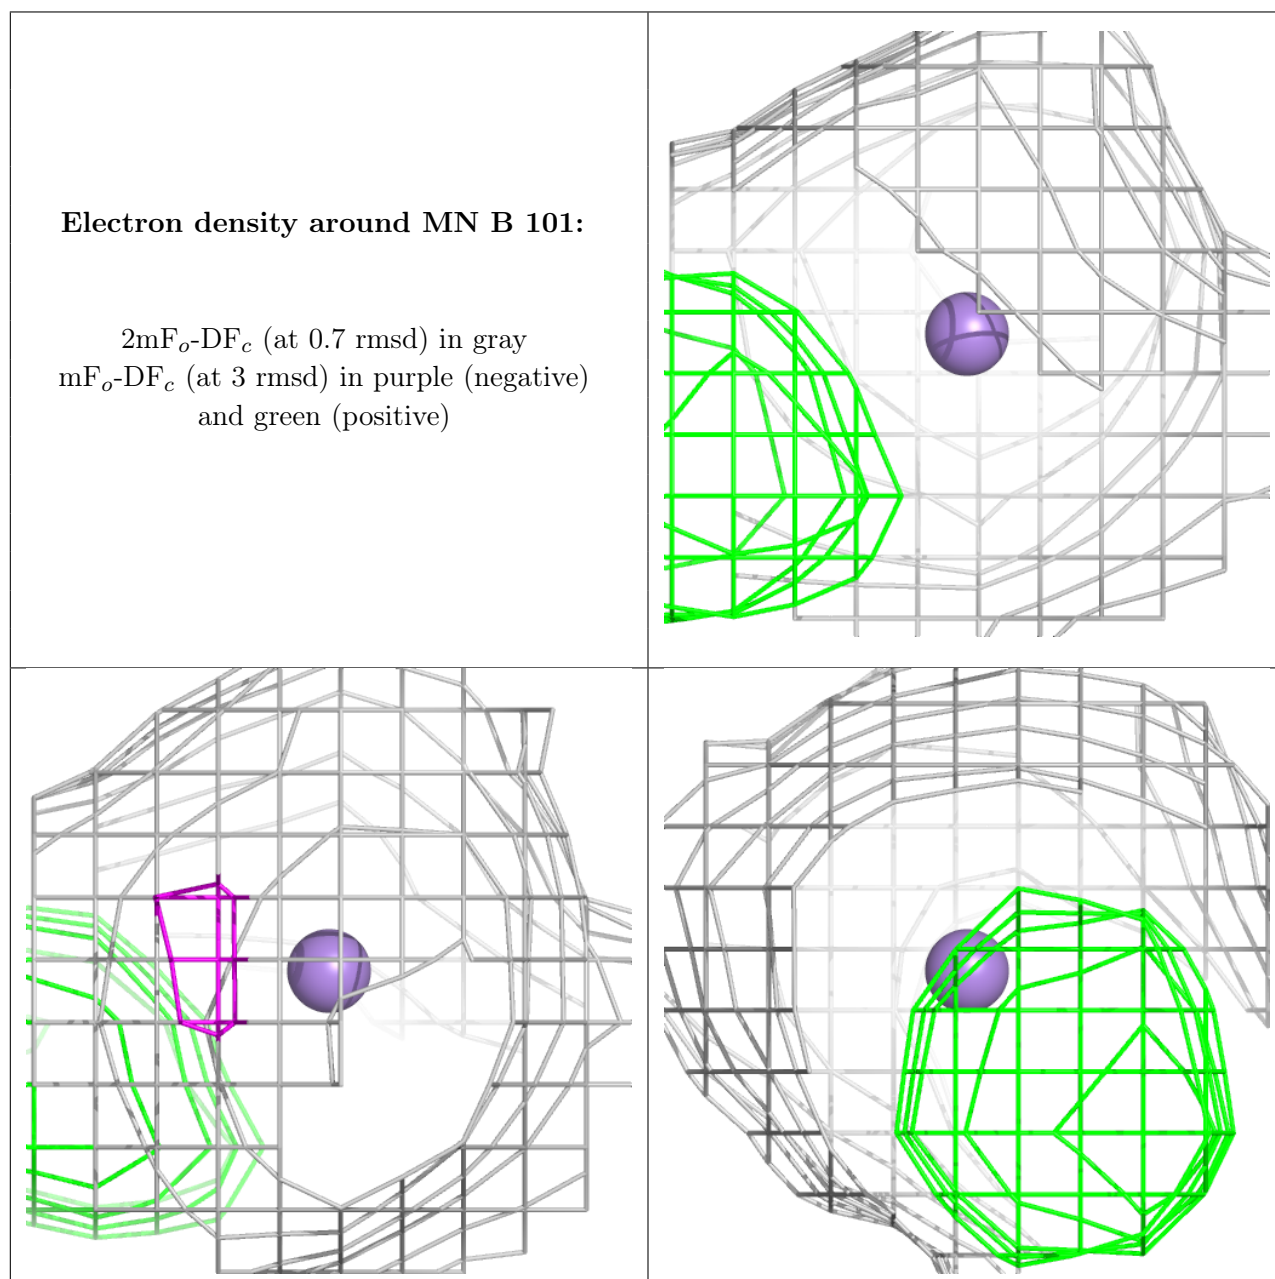 Electron density around MN B 101:
2mFo-DFc (at 0.7 rmsd) in gray
mFo-DFc (at 3 rmsd) in purple (negative)
and green (positive)